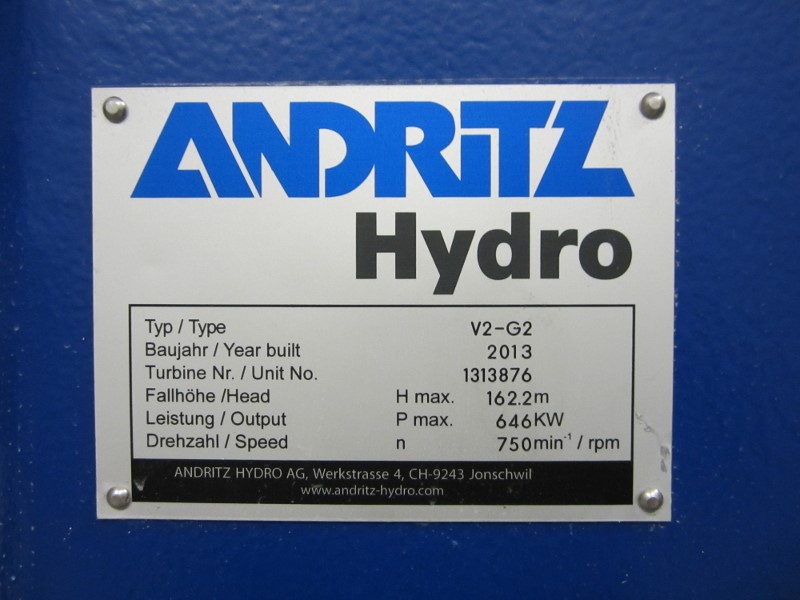 ANDRITZ
Hydro
Typ / Type V2-G2
Baujahr / Year built 2013
Turbine Nr. / Unit No. 1313876
Fallhöhe /Head H max. 162.2m
Leistung / Output P max. 646KW
Drehzahl / Speed n 750min⁻¹ / rpm
ANDRITZ HYDRO AG, Werkstrasse 4, CH-9243 Jonschwil
www.andritz-hydro.com